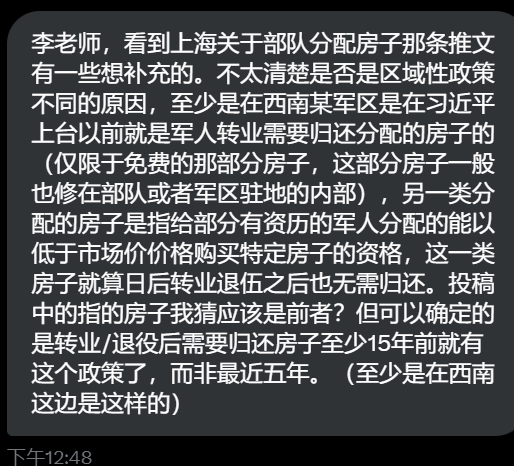 李老师，看到上海关于部队分配房子那条推文
有一些想补充的。不太清楚是否是区域性政策
不同的原因，至少是在西南某军区是在习近平
上台以前就是军人转业需要归还分配的房子的
（仅限于免费的那部分房子，这部分房子一般
也修在部队或者军区驻地的内部），另一类分
配的房子是指给部分有资历的军人分配的能以
低于市场价价格购买特定房子的资格，这一类
房子就算日后转业退伍之后也无需归还。投稿
中的指的房子我猜应该是前者？但可以确定的
是转业/退役后需要归还房子至少15年前就有
这个政策了，而非最近五年。（至少是在西南
这边是这样的）
下午12:48